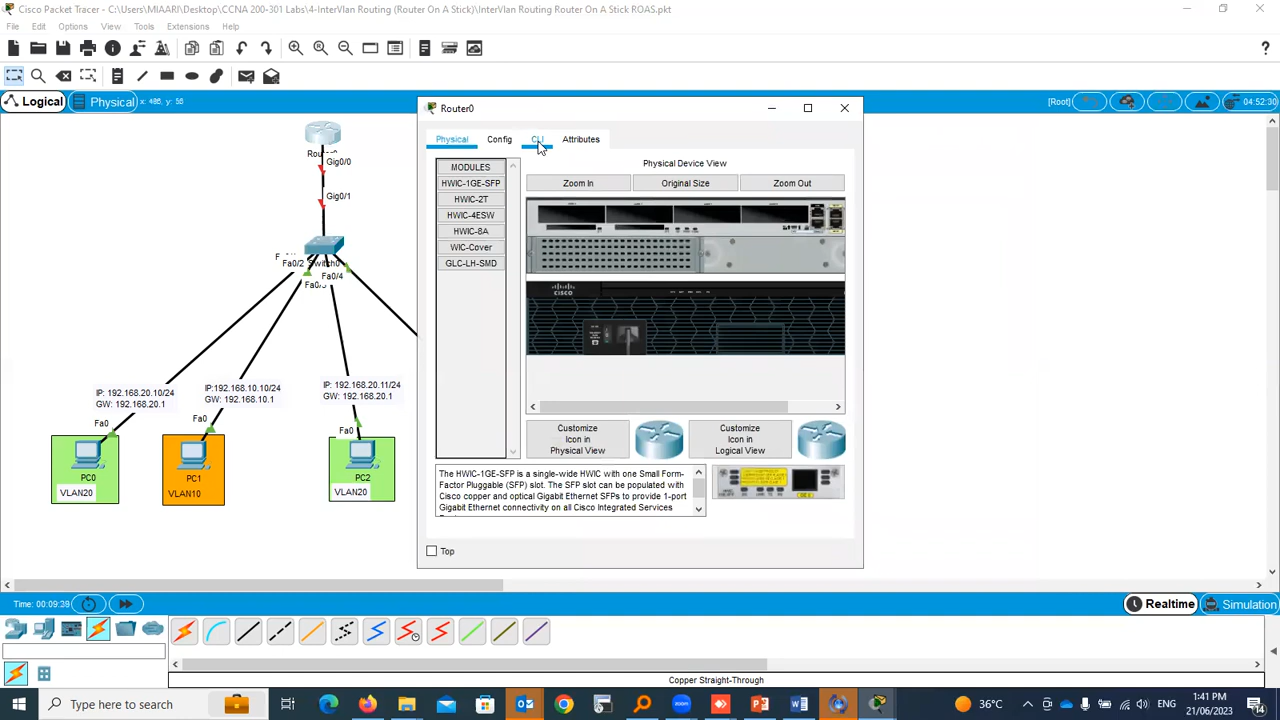 Cisco Packet Tracer - C:\Users\MIAARI\Desktop\CCNA 200-301 Labs\4-InterVlan Routing (Router On A Stick)\InterVlan Routing Router On A Stick ROAS.pkt
File Edit Options View Tools Extensions Help
?
Logical Physical x: 486, y: 56 [Root] 04:52:30
Router0
Physical Config CLI Attributes
MODULES
HWIC-1GE-SFP
HWIC-2T
HWIC-4ESW
HWIC-8A
WIC-Cover
GLC-LH-SMD
Physical Device View
Zoom In Original Size Zoom Out
CISCO
Customize
Icon in
Physical View
Customize
Icon in
Logical View
The HWIC-1GE-SFP is a single-wide HWIC with one Small Form-
Factor Pluggable (SFP) slot. The SFP slot can be populated with
Cisco copper and optical Gigabit Ethernet SFPs to provide 1-port
Gigabit Ethernet connectivity on all Cisco Integrated Services
Top
Gig0/0
Gig0/1
Fa0/2 Switch0
Fa0/4
IP: 192.168.20.10/24
GW: 192.168.20.1
IP:192.168.10.10/24
GW: 192.168.10.1
IP: 192.168.20.11/24
GW: 192.168.20.1
Fa0
Fa0
Fa0
PC0
VLAN20
PC1
VLAN10
PC2
VLAN20
Time: 00:09:28
Realtime Simulation
Copper Straight-Through
Type here to search
36°C
ENG
1:41 PM
21/06/2023
14